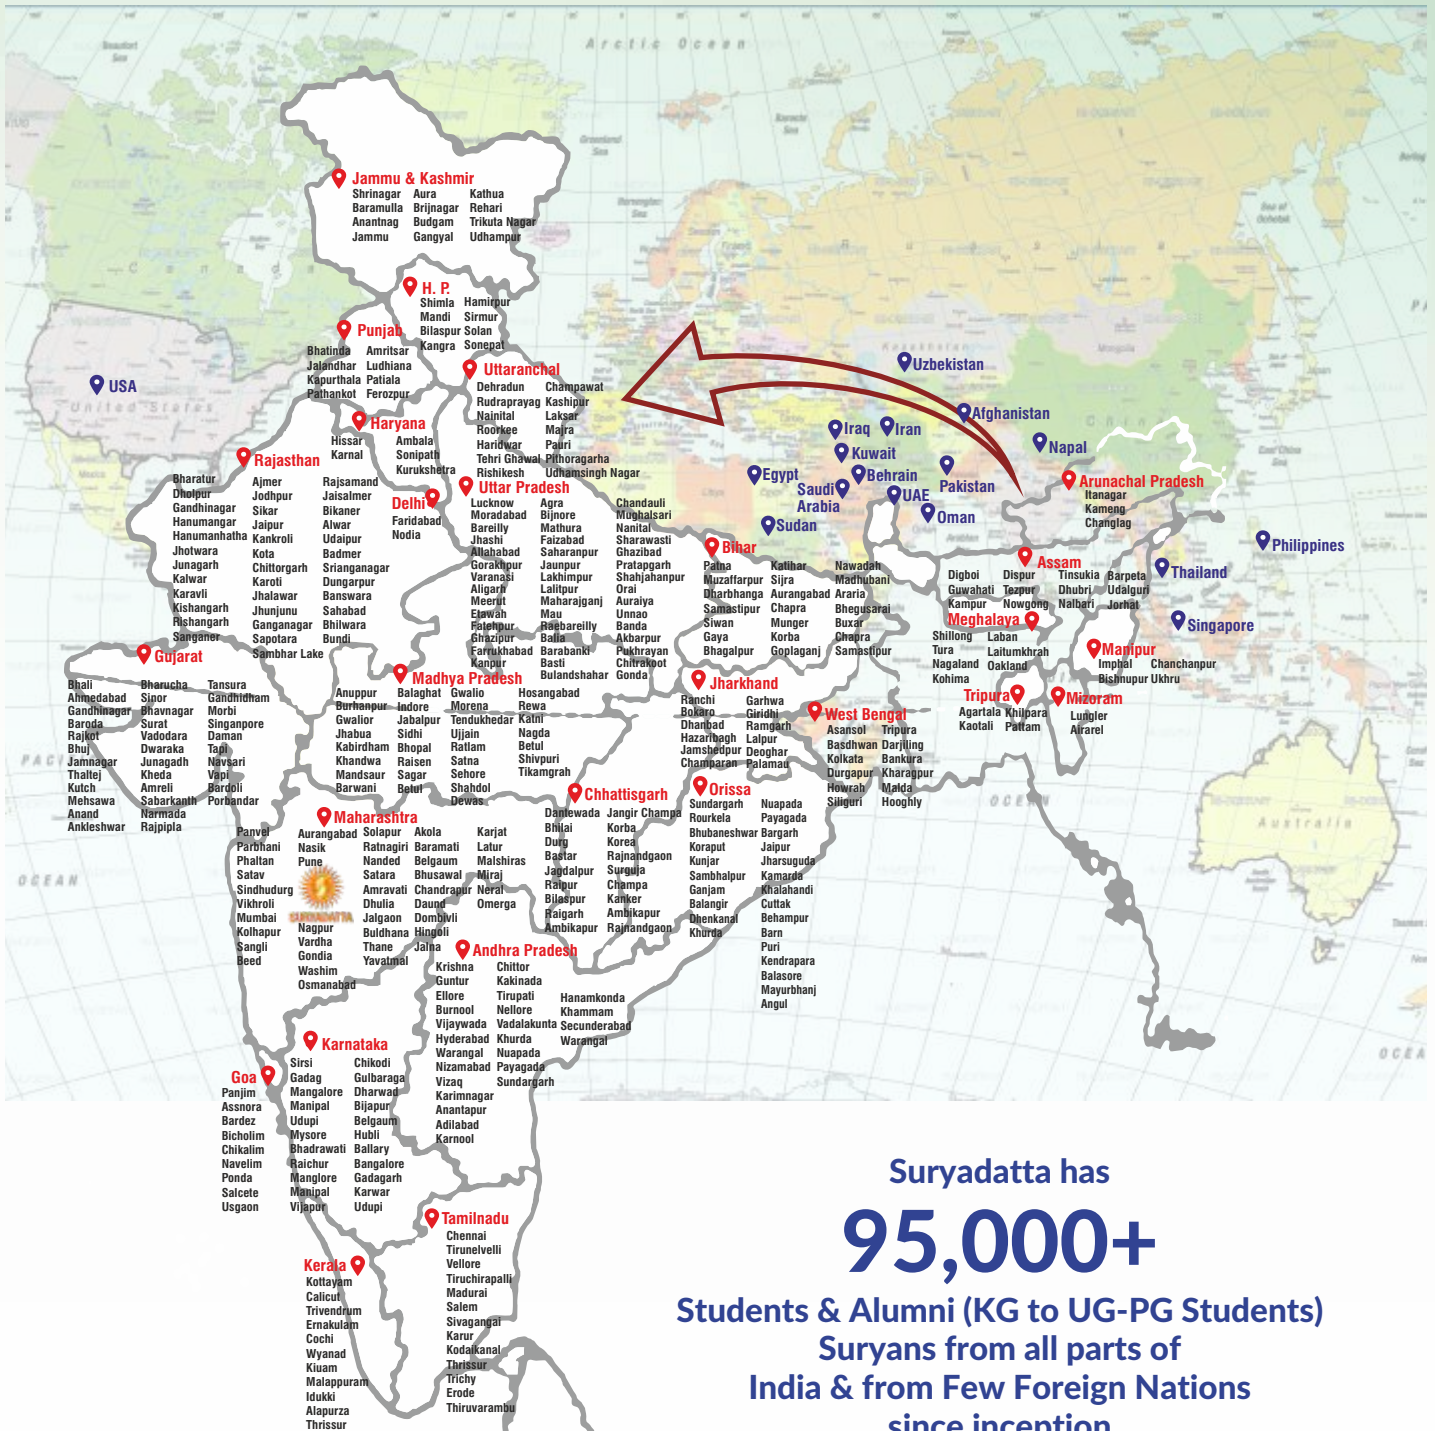 Arctic Ocean
Jammu & Kashmir
Shrinagar Aura Kathua
Baramulla Brijnagar Rehari
Anantnag Budgam Trikuta Nagar
Jammu Gangyal Udhampur
H. P.
Shimla Hamirpur
Mandi Sirmur
Bilaspur Solan
Kangra Sonepat
Punjab
Bhatinda Amritsar
Jalandhar Ludhiana
Kapurthala Patiala
Pathankot Ferozpur
Uttaranchal
Dehradun Champawat
Rudraprayag Kashipur
Nainital Laksar
Roorkee Majra
Haridwar Pauri
Tehri Ghawal Pithoragarha
Rishikesh Udhamsingh Nagar
Haryana
Hissar Ambala
Karnal Sonipath
Kurukshetra
USA
United States
Canada
Uzbekistan
Afghanistan
Iraq
Iran
Napal
Kuwait
Egypt
Behrain
Pakistan
Saudi
Arabia
UAE
Oman
Sudan
China
Philippines
Thailand
Singapore
Rajasthan
Bharatur Ajmer Rajsamand
Dholpur Jodhpur Jaisalmer
Gandhinagar Sikar Bikaner
Hanumangar Jaipur Alwar
Hanumanhatha Kankroli Udaipur
Jhotwara Kota Badmer
Junagarh Chittorgarh Srianganagar
Kalwar Karoti Dungarpur
Karavli Jhalawar Banswara
Kishangarh Jhunjunu Sahabad
Rishangarh Ganganagar Bhilwara
Sanganer Sapotara Bundi
Sambhar Lake
Delhi
Faridabad
Nodia
Uttar Pradesh
Lucknow Agra Chandauli
Moradabad Bijnore Mughalsari
Bareilly Mathura Nanital
Jhashi Faizabad Sharawasti
Allahabad Saharanpur Ghazibad
Gorakhpur Jaunpur Pratapgarh
Varanasi Lakhimpur Shahjahanpur
Aligarh Lalitpur Orai
Meerut Maharajganj Auraiya
Etawah Mau Unnao
Fatehpur Raebareilly Banda
Ghazipur Balia Akbarpur
Farrukhabad Barabanki Pukhrayan
Kanpur Basti Chitrakoot
Bulandshahar Gonda
Bihar
Patna Katihar Nawadah
Muzaffarpur Sijra Madhubani
Dharbhanga Aurangabad Araria
Samastipur Chapra Bhegusarai
Siwan Munger Buxar
Gaya Korba Chapra
Bhagalpur Goplaganj Samastipur
Arunachal Pradesh
Itanagar
Kameng
Changlag
Assam
Digboi Dispur Tinsukia Barpeta
Guwahati Tezpur Dhubri Udalguri
Kampur Nowgong Nalbari Jorhat
Meghalaya
Shillong Laban
Tura Laitumkhrah
Nagaland Oakland
Kohima
Manipur
Imphal Chanchanpur
Bishnupur Ukhru
Tripura
Agartala Khilpara
Kaotali Pattam
Mizoram
Lungler
Airarel
Gujarat
Bhali Bharucha Tansura
Ahmedabad Sinor Gandhidham
Gandhinagar Bhavnagar Morbi
Baroda Surat Singanpore
Rajkot Vadodara Daman
Bhuj Dwaraka Tapi
Jamnagar Junagadh Navsari
Thaltej Kheda Vapi
Kutch Amreli Bardoli
Mehsawa Sabarkanth Porbandar
Anand Narmada
Ankleshwar Rajpipla
Madhya Pradesh
Anuppur Balaghat Gwalio Hosangabad
Burhanpur Indore Morena Rewa
Gwalior Jabalpur Tendukhedar Katni
Jhabua Sidhi Ujjain Nagda
Kabirdham Bhopal Ratlam Betul
Khandwa Raisen Satna Shivpuri
Mandsaur Sagar Sehore Tikamgrah
Barwani Betul Shahdol
Dewas
Jharkhand
Ranchi Garhwa
Bokaro Giridhi
Dhanbad Ramgarh
Hazaribagh Lalpur
Jamshedpur Deoghar
Champaran Palamau
West Bengal
Asansol Tripura
Basdhwan Darjiling
Kolkata Bankura
Durgapur Kharagpur
Howrah Malda
Siliguri Hooghly
Chhattisgarh
Dantewada Jangir Champa
Bhilai Korba
Durg Korea
Bastar Rajnandgaon
Jagdalpur Surguja
Raipur Champa
Bilaspur Kanker
Raigarh Ambikapur
Ambikapur Rajnandgaon
Orissa
Sundargarh Nuapada
Rourkela Payagada
Bhubaneshwar Bargarh
Koraput Jaipur
Kunjar Jharsuguda
Sambhalpur Kamarda
Ganjam Khalahandi
Balangir Cuttak
Dhenkanal Behampur
Khurda Barn
Puri
Kendrapara
Balasore
Mayurbhanj
Angul
Maharashtra
Panvel Aurangabad Solapur Akola Karjat
Parbhani Nasik Ratnagiri Baramati Latur
Phaltan Pune Nanded Belgaum Malshiras
Satav Satara Bhusawal Miraj
Sindhudurg Amravati Chandrapur Neral
Vikhroli Dhulia Daund Omerga
Mumbai SURYADATTA Jalgaon Dombivli
Kolhapur Nagpur Buldhana Hingoli
Sangli Vardha Thane Jalna
Beed Gondia Yavatmal
Washim
Osmanabad
Andhra Pradesh
Krishna Chittor
Guntur Kakinada
Ellore Tirupati Hanamkonda
Burnool Nellore Khammam
Vijaywada Vadalakunta Secunderabad
Hyderabad Khurda Warangal
Warangal Nuapada
Nizamabad Payagada
Vizaq Sundargarh
Karimnagar
Anantapur
Adilabad
Karnool
Karnataka
Sirsi Chikodi
Gadag Gulbaraga
Mangalore Dharwad
Manipal Bijapur
Udupi Belgaum
Mysore Hubli
Bhadrawati Ballary
Raichur Bangalore
Manglore Gadagarh
Manipal Karwar
Vijapur Udupi
Goa
Panjim
Assnora
Bardez
Bicholim
Chikalim
Navelim
Ponda
Salcete
Usgaon
Tamilnadu
Chennai
Tirunelvelli
Vellore
Tiruchirapalli
Madurai
Salem
Sivagangai
Karur
Kodaikanal
Thrissur
Trichy
Erode
Thiruvarambu
Kerala
Kottayam
Calicut
Trivendrum
Ernakulam
Cochi
Wyanad
Kiuam
Malappuram
Idukki
Alapurza
Thrissur
Australia
OCEAN
OCEAN
Suryadatta has
95,000+
Students & Alumni (KG to UG-PG Students)
Suryans from all parts of
India & from Few Foreign Nations
since inception